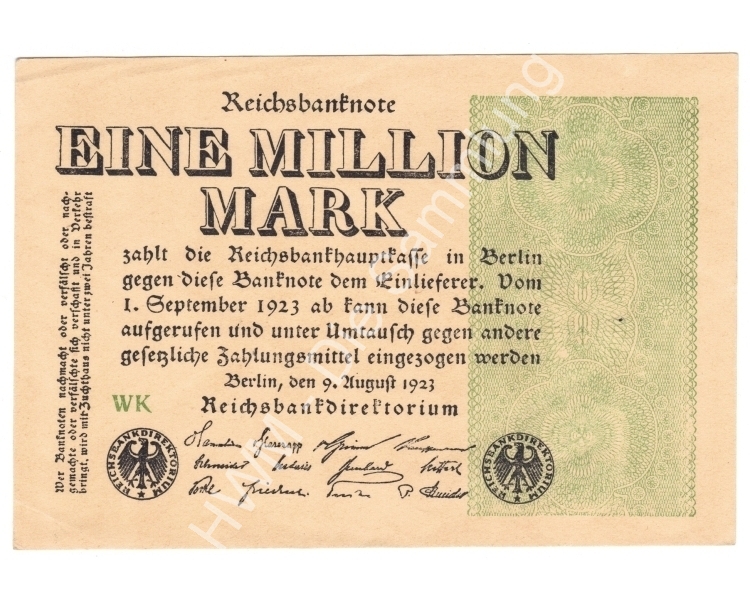 Reichsbanknote
EINE MILLION
MARK
zahlt die Reichsbankhauptkasse in Berlin
gegen diese Banknote dem Einlieferer. Vom
1. September 1923 ab kann diese Banknote
aufgerufen und unter Umtausch gegen andere
gesetzliche Zahlungsmittel eingezogen werden
Berlin, den 9. August 1923
WK Reichsbankdirektorium
Wer Banknoten nachmacht oder verfälscht oder nach-
gemachte oder verfälschte sich verschafft und in Verkehr
bringt, wird mit Zuchthaus nicht unter zwei Jahren bestraft
REICHSBANKDIREKTORIUM
REICHSBANKDIREKTORIUM
HWM - Die Sammlung